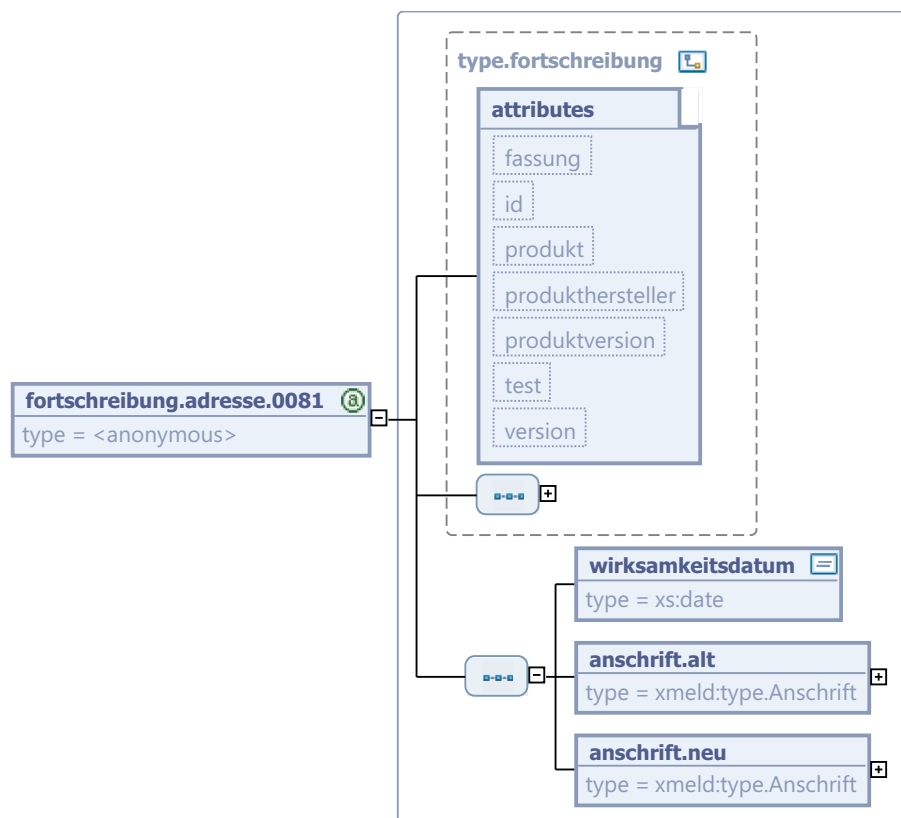 type.fortschreibung
attributes
fassung
id
produkt
produkthersteller
produktversion
test
version
fortschreibung.adresse.0081
type = <anonymous>
wirksamkeitsdatum
type = xs:date
anschrift.alt
type = xmeld:type.Anschrift
anschrift.neu
type = xmeld:type.Anschrift